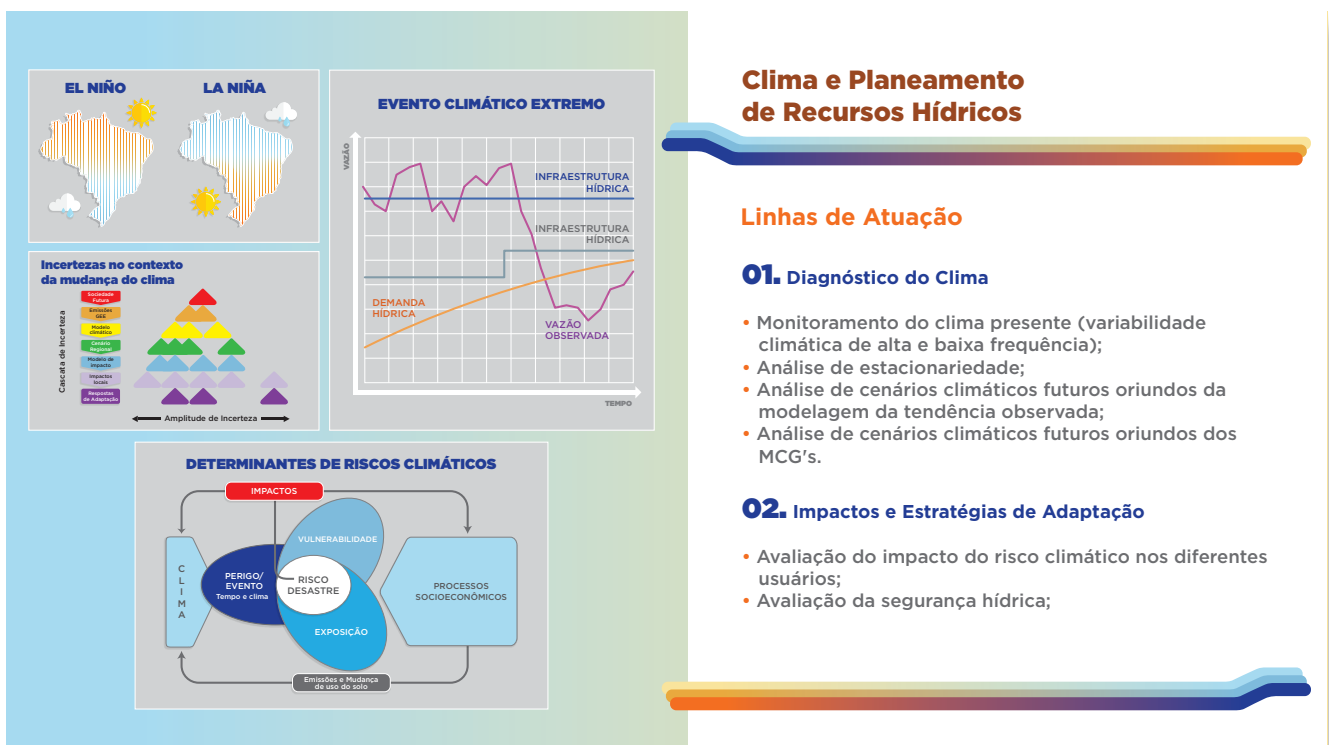 EL NIÑO
LA NIÑA
EVENTO CLIMÁTICO EXTREMO
VAZÃO
INFRAESTRUTURA
HÍDRICA
INFRAESTRUTURA
HÍDRICA
DEMANDA
HÍDRICA
VAZÃO
OBSERVADA
TEMPO
Incertezas no contexto
da mudança do clima
Cascata de Incerteza
Sociedade
Futura
Emissões
GEE
Modelo
climático
Cenário
Regional
Modelo de
impacto
Impactos
locais
Respostas
de Adaptação
Amplitude de Incerteza
DETERMINANTES DE RISCOS CLIMÁTICOS
IMPACTOS
CLIMA
VULNERABILIDADE
PERIGO/
EVENTO
Tempo e clima
RISCO
DESASTRE
EXPOSIÇÃO
PROCESSOS
SOCIOECONÔMICOS
Emissões e Mudança
de uso do solo
Clima e Planeamento
de Recursos Hídricos
Linhas de Atuação
01. Diagnóstico do Clima
• Monitoramento do clima presente (variabilidade
climática de alta e baixa frequência);
• Análise de estacionariedade;
• Análise de cenários climáticos futuros oriundos da
modelagem da tendência observada;
• Análise de cenários climáticos futuros oriundos dos
MCG's.
02. Impactos e Estratégias de Adaptação
• Avaliação do impacto do risco climático nos diferentes
usuários;
• Avaliação da segurança hídrica;